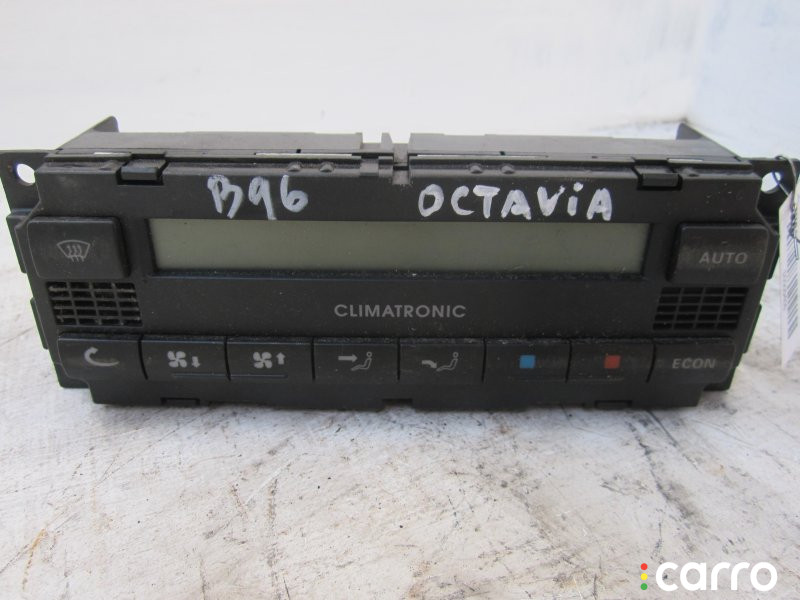 B96 OCTAVIA
AUTO
CLIMATRONIC
ECON
carro